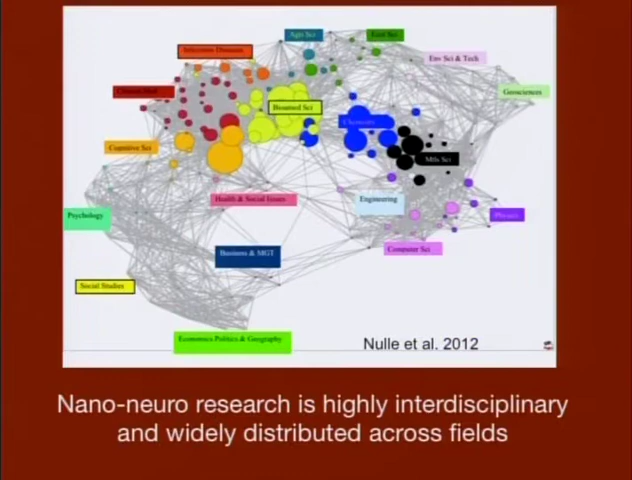 Agri Sci
Ecol Sci
Infectious Diseases
Env Sci & Tech
Geosciences
Clinical Med
Biomed Sci
Chemistry
Cognitive Sci
Mtls Sci
Health & Social Issues
Engineering
Psychology
Physics
Computer Sci
Business & MGT
Social Studies
Economics Politics & Geography
Nulle et al. 2012
Nano-neuro research is highly interdisciplinary
and widely distributed across fields